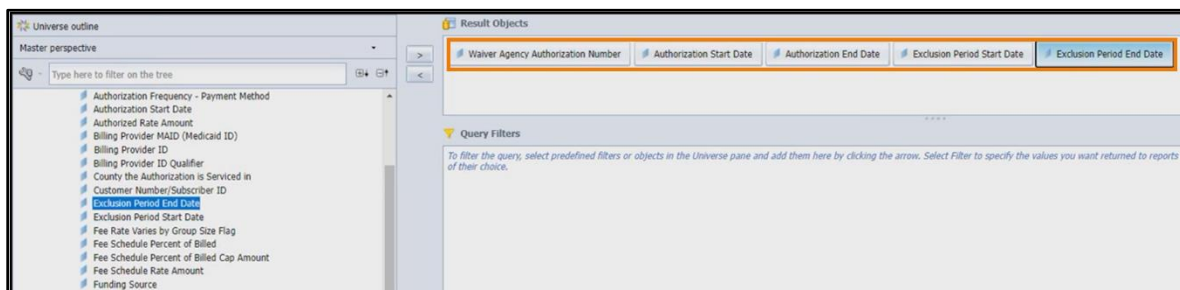 Universe outline
Master perspective
Type here to filter on the tree
Authorization Frequency - Payment Method
Authorization Start Date
Authorized Rate Amount
Billing Provider MAID (Medicaid ID)
Billing Provider ID
Billing Provider ID Qualifier
County the Authorization is Serviced in
Customer Number/Subscriber ID
Exclusion Period End Date
Exclusion Period Start Date
Fee Rate Varies by Group Size Flag
Fee Schedule Percent of Billed
Fee Schedule Percent of Billed Cap Amount
Fee Schedule Rate Amount
Funding Source
>
<
Result Objects
Waiver Agency Authorization Number Authorization Start Date Authorization End Date Exclusion Period Start Date Exclusion Period End Date
Query Filters
To filter the query, select predefined filters or objects in the Universe pane and add them here by clicking the arrow. Select Filter to specify the values you want returned to reports
of their choice.